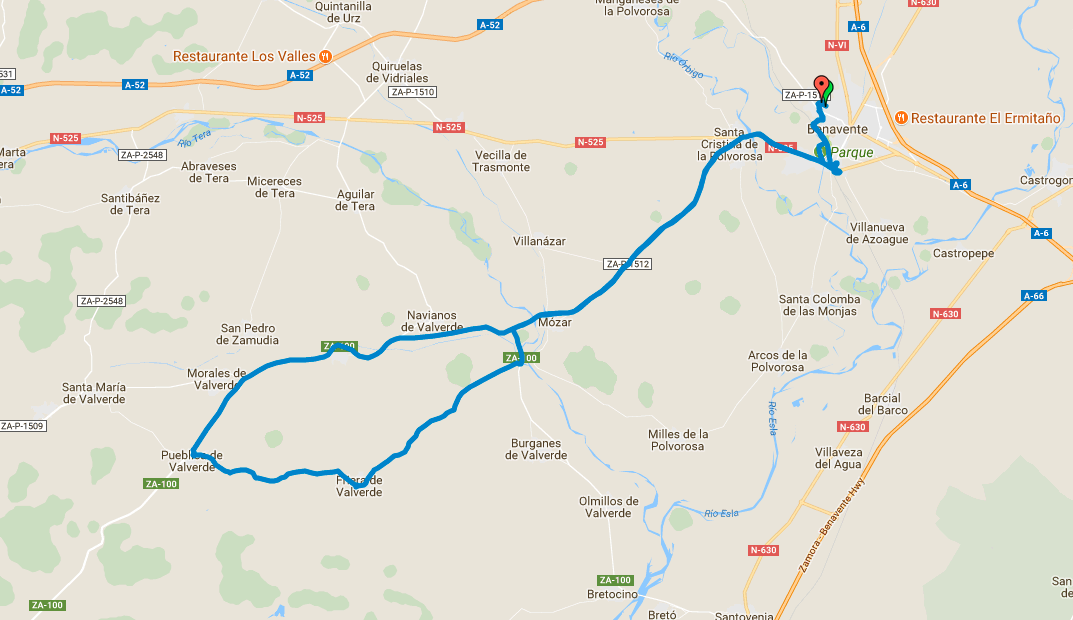 Quintanilla
de Urz
Manganeses de
la Polvorosa
N-630
A-52
A-6
N-VI
Restaurante Los Valles
A-52
Río Órbigo
Quiruelas
de Vidriales
531
A-52
A-52
ZA-P-1510
ZA-P-15
N-525
N-525
N-525
N-525
Restaurante El Ermitaño
Benavente
Santa
Cristina de
la Polvorosa
N-525
Parque
Río Tera
Marta
era
ZA-P-2548
Abraveses
de Tera
Vecilla de
Trasmonte
Micereces
de Tera
Castrogon
A-6
Santibáñez
de Tera
Aguilar
de Tera
Villanueva
de Azoague
A-6
Villanázar
Castropepe
ZA-P-1512
A-66
ZA-P-2548
Santa Colomba
de las Monjas
N-630
Navianos
de Valverde
Mózar
San Pedro
de Zamudia
ZA-100
ZA-100
Arcos de la
Polvorosa
Morales de
Valverde
Santa María
de Valverde
Barcial
del Barco
Río Esla
ZA-P-1509
N-630
Milles de la
Polvorosa
Burganes
de Valverde
Villaveza
del Agua
Pueblica de
Valverde
ZA-100
Friera de
Valverde
Olmillos de
Valverde
Río Esla
Zamora - Benavente Hwy
N-630
ZA-100
San
de
Bretocino
ZA-100
Bretó
Santovenia